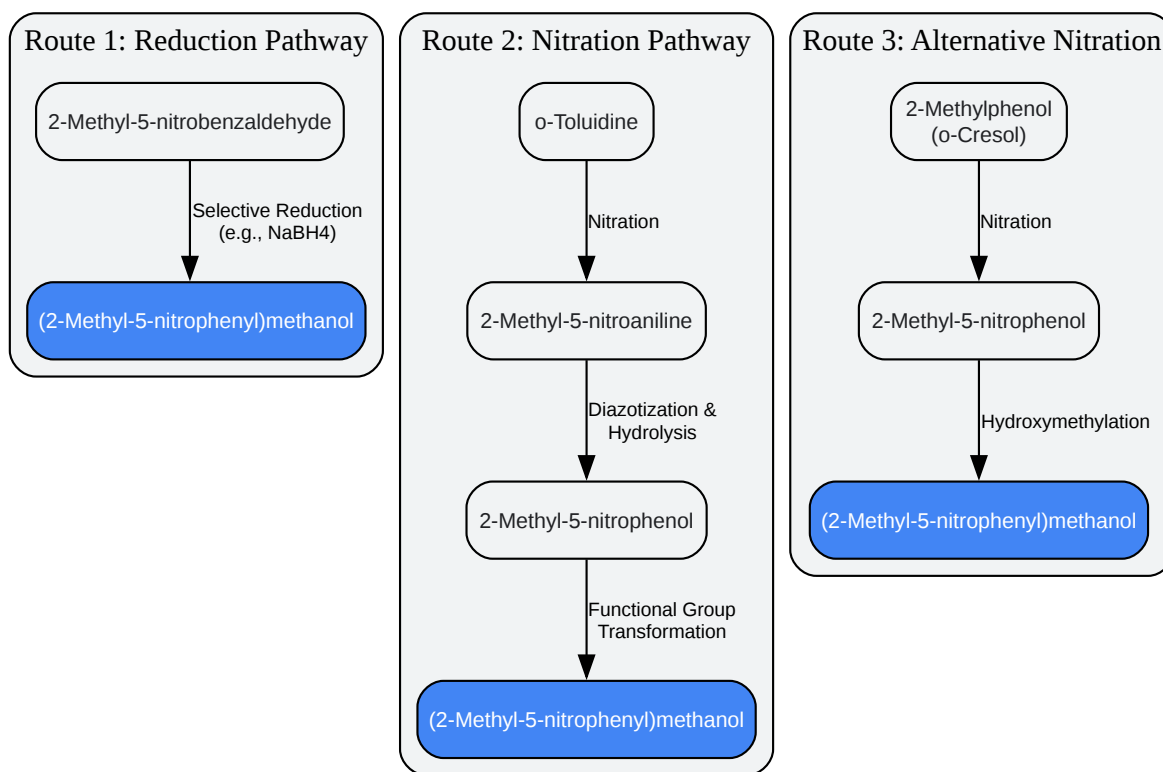 Route 1: Reduction Pathway
2-Methyl-5-nitrobenzaldehyde
Selective Reduction
(e.g., NaBH4)
(2-Methyl-5-nitrophenyl)methanol
Route 2: Nitration Pathway
o-Toluidine
Nitration
2-Methyl-5-nitroaniline
Diazotization &
Hydrolysis
2-Methyl-5-nitrophenol
Functional Group
Transformation
(2-Methyl-5-nitrophenyl)methanol
Route 3: Alternative Nitration
2-Methylphenol
(o-Cresol)
Nitration
2-Methyl-5-nitrophenol
Hydroxymethylation
(2-Methyl-5-nitrophenyl)methanol